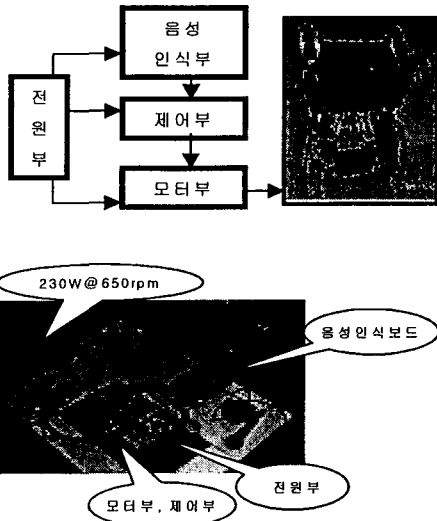 음성
인식부
전
원
부
제어부
모터부
230W@650rpm
음성인식보드
전원부
모터부, 제어부